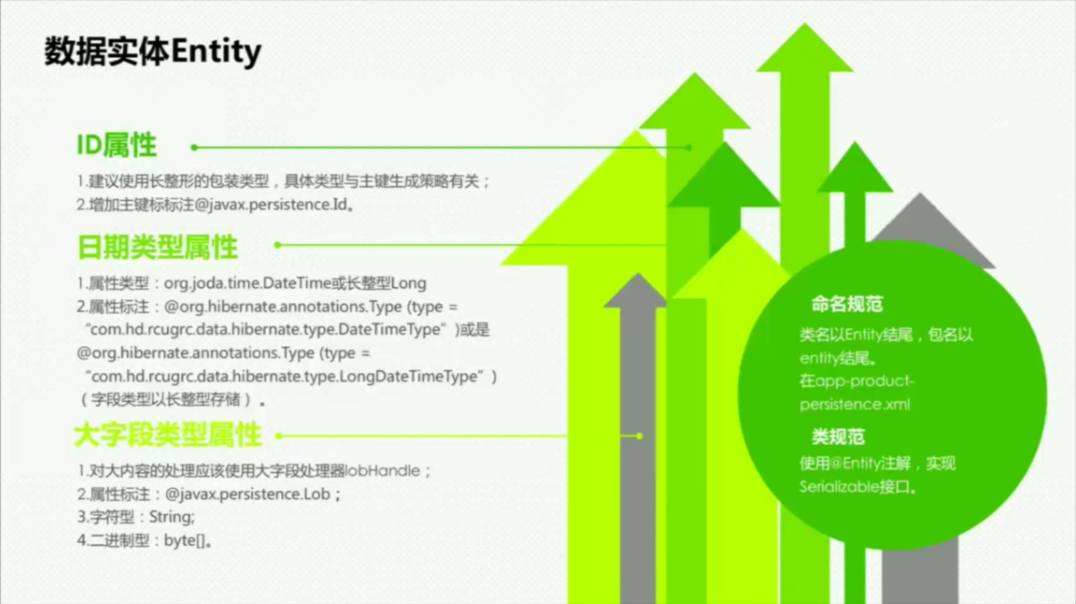 数据实体Entity
ID属性
1.建议使用长整形的包装类型，具体类型与主键生成策略有关；
2.增加主键标标注@javax.persistence.Id。
日期类型属性
1.属性类型：org.joda.time.DateTime或长整型Long
2.属性标注：@org.hibernate.annotations.Type (type =
“com.hd.rcugrc.data.hibernate.type.DateTimeType”)或是
@org.hibernate.annotations.Type (type =
“com.hd.rcugrc.data.hibernate.type.LongDateTimeType”)
（字段类型以长整型存储）。
大字段类型属性
1.对大内容的处理应该使用大字段处理器lobHandle；
2.属性标注：@javax.persistence.Lob；
3.字符型：String;
4.二进制型：byte[]。
命名规范
类名以Entity结尾，包名以
entity结尾。
在app-product-
persistence.xml
类规范
使用@Entity注解，实现
Serializable接口。